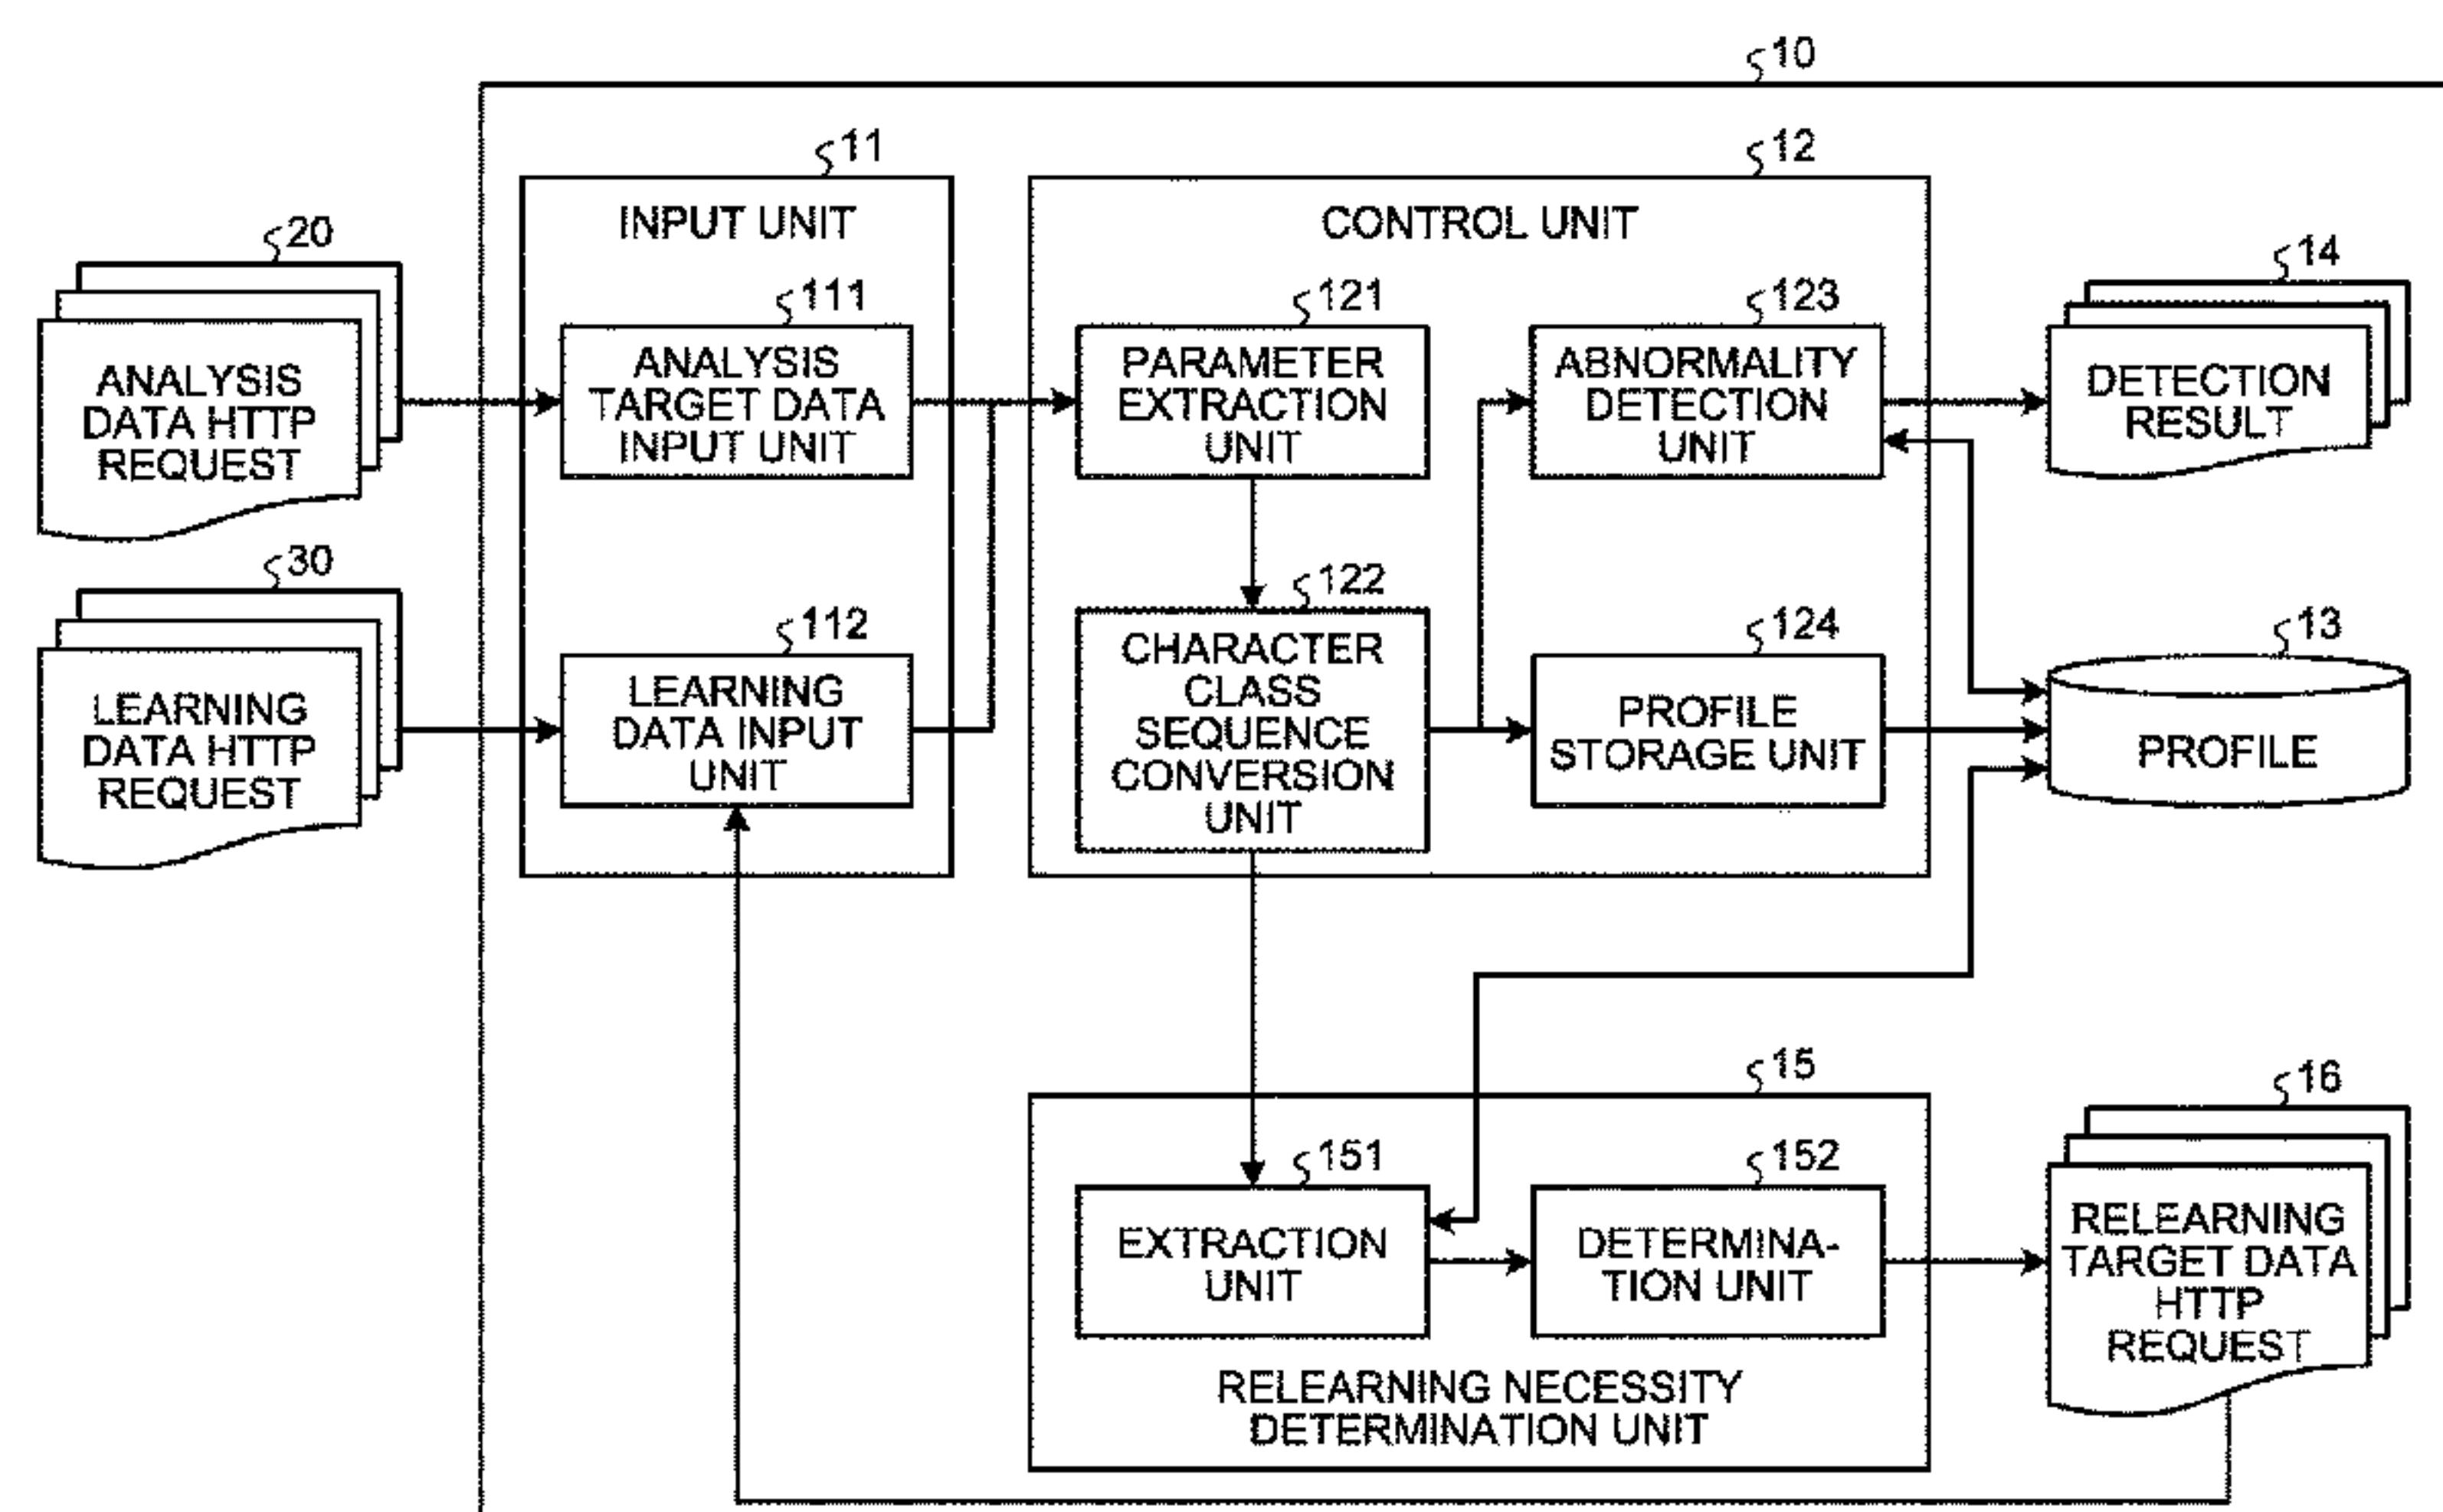 10
11
12
INPUT UNIT
CONTROL UNIT
20
14
111
121
123
ANALYSIS
DATA HTTP
REQUEST
ANALYSIS
TARGET DATA
INPUT UNIT
PARAMETER
EXTRACTION
UNIT
ABNORMALITY
DETECTION
UNIT
DETECTION
RESULT
30
112
122
124
13
LEARNING
DATA HTTP
REQUEST
LEARNING
DATA INPUT
UNIT
CHARACTER
CLASS
SEQUENCE
CONVERSION
UNIT
PROFILE
STORAGE UNIT
PROFILE
15
16
151
152
EXTRACTION
UNIT
DETERMINA-
TION UNIT
RELEARNING
TARGET DATA
HTTP
REQUEST
RELEARNING NECESSITY
DETERMINATION UNIT